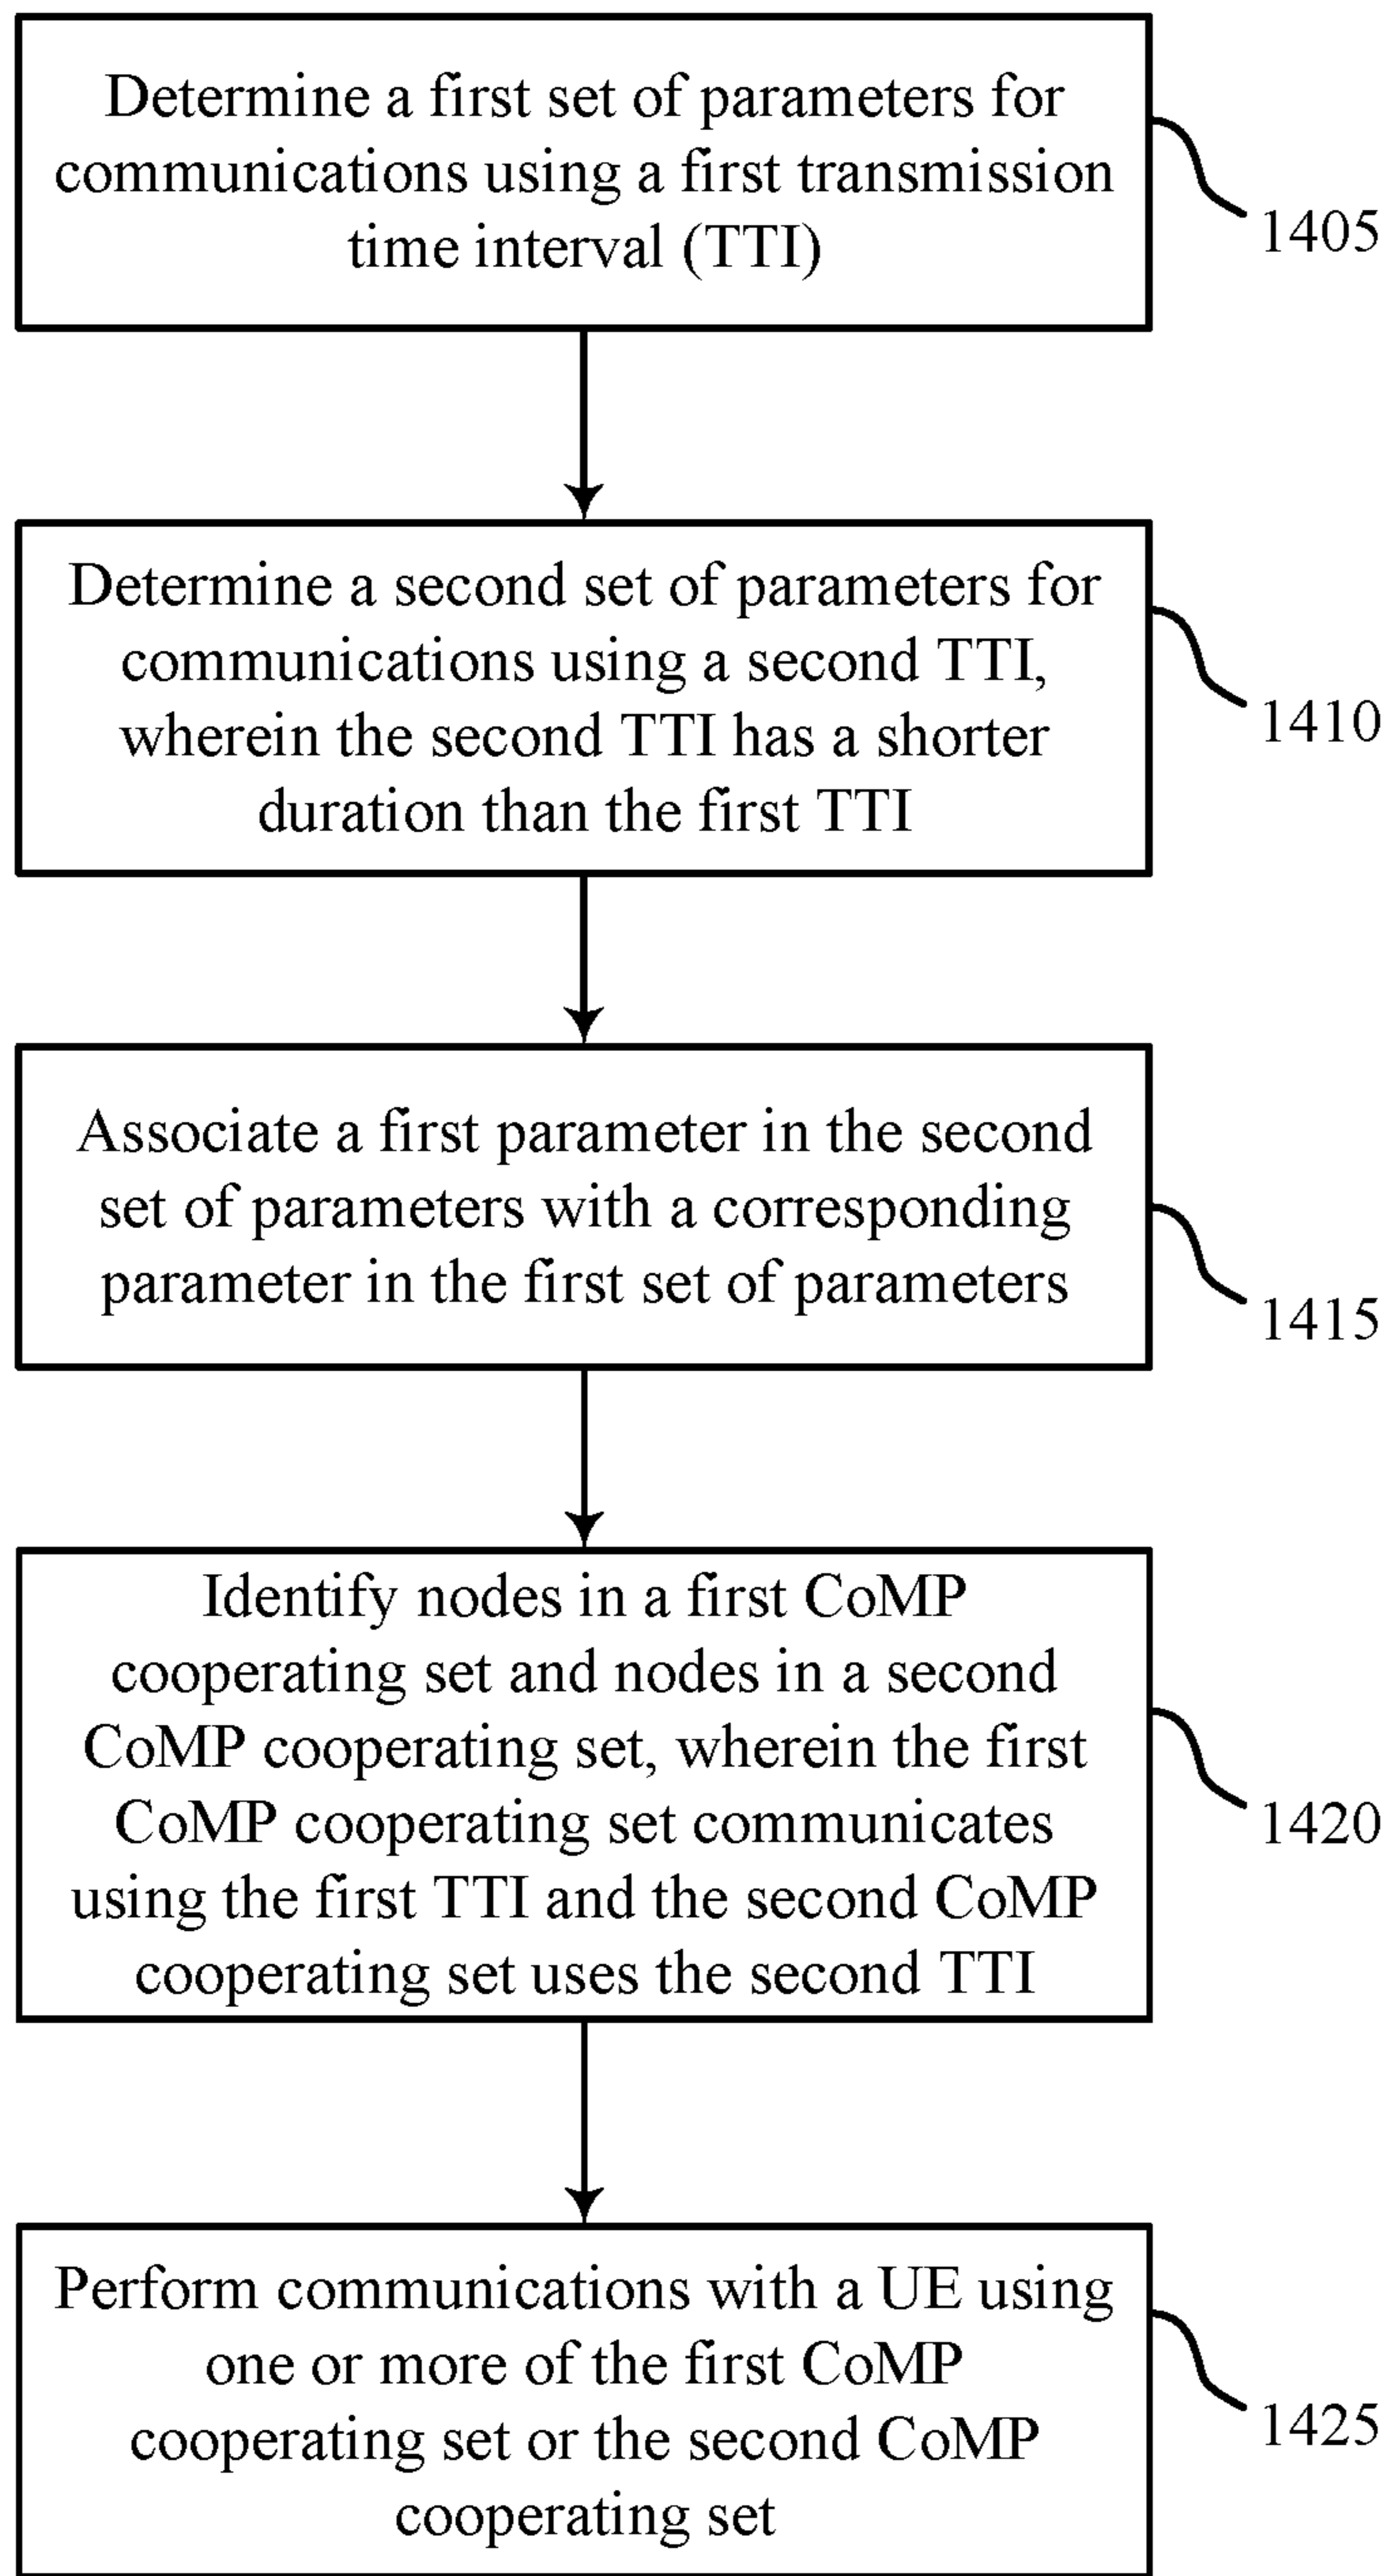 Determine a first set of parameters for
communications using a first transmission
time interval (TTI)
1405
Determine a second set of parameters for
communications using a second TTI,
wherein the second TTI has a shorter
duration than the first TTI
1410
Associate a first parameter in the second
set of parameters with a corresponding
parameter in the first set of parameters
1415
Identify nodes in a first CoMP
cooperating set and nodes in a second
CoMP cooperating set, wherein the first
CoMP cooperating set communicates
using the first TTI and the second CoMP
cooperating set uses the second TTI
1420
Perform communications with a UE using
one or more of the first CoMP
cooperating set or the second CoMP
cooperating set
1425